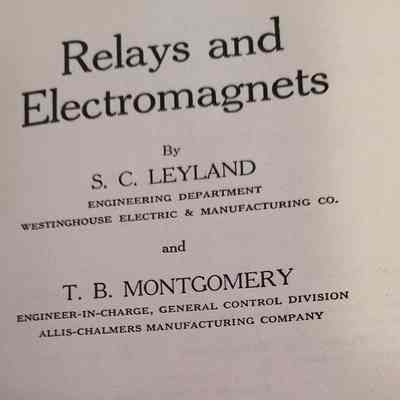 Relays and
Electromagnets
By
S. C. LEYLAND
ENGINEERING DEPARTMENT
WESTINGHOUSE ELECTRIC & MANUFACTURING CO.
and
T. B. MONTGOMERY
ENGINEER-IN-CHARGE, GENERAL CONTROL DIVISION
ALLIS-CHALMERS MANUFACTURING COMPANY